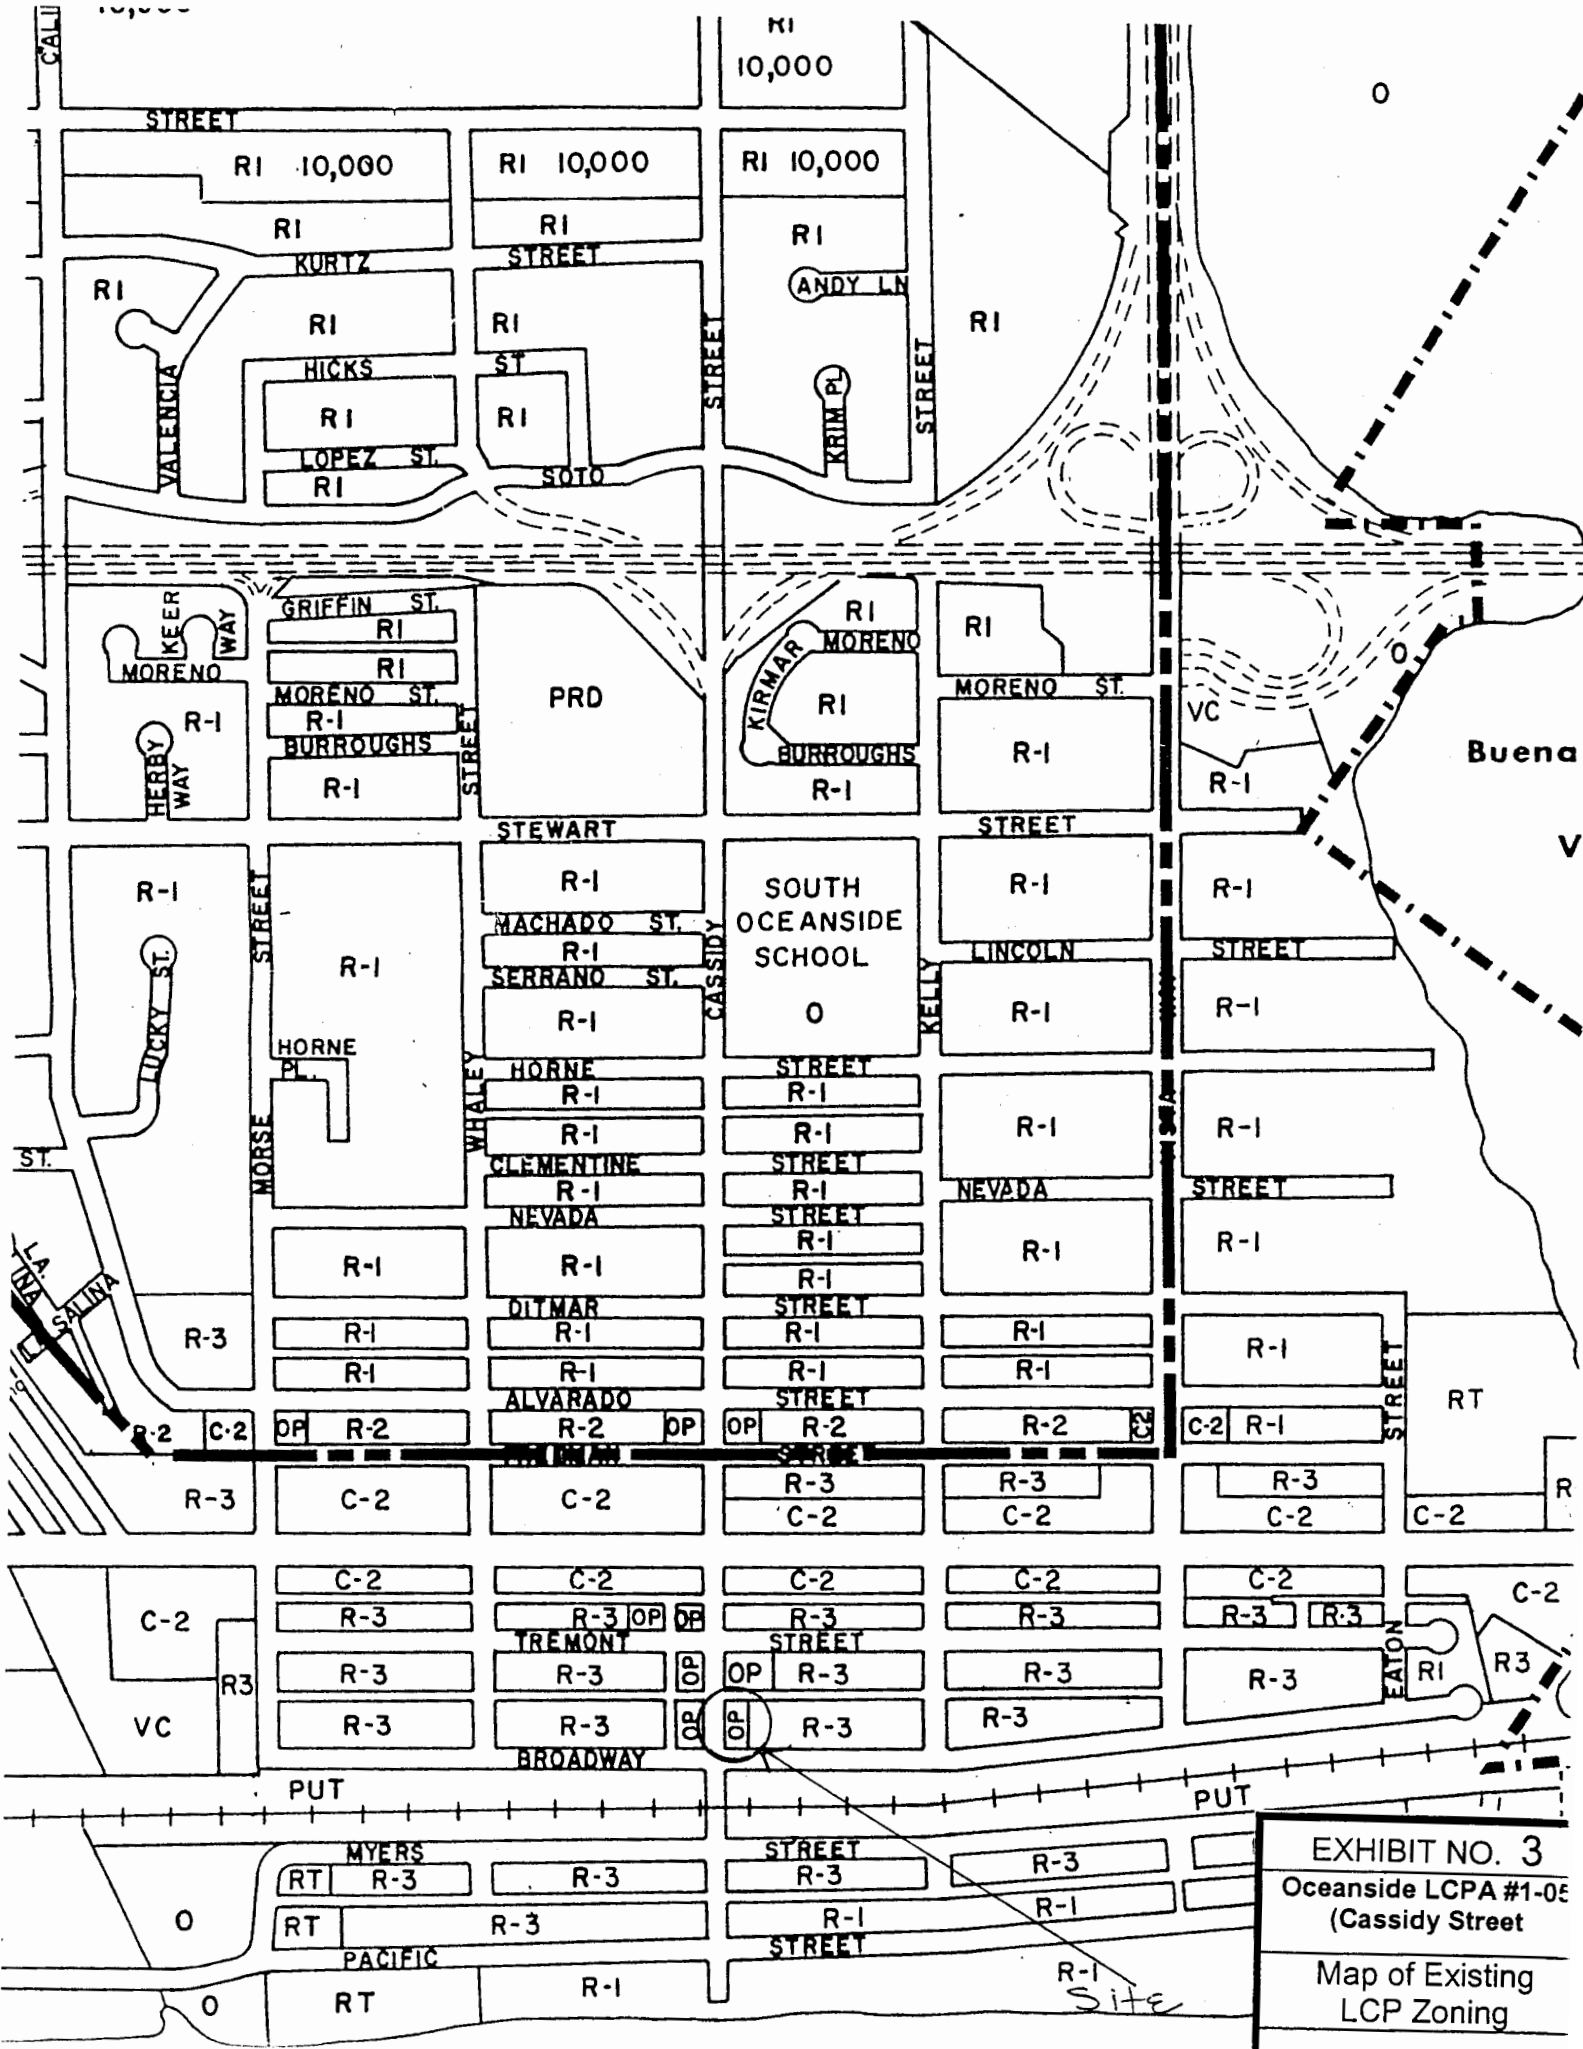 RI
10,000
O
STREET
RI 10,000
RI 10,000
RI 10,000
RI
RI
RI
KURTZ
STREET
RI
ANDY LN
RI
RI
RI
STREET
STREET
HICKS
ST
VALENCIA
KRIM PL
RI
RI
LOPEZ ST.
RI
SOTO
KEER
WAY
GRIFFIN ST.
RI
RI
MORENO
RI
MORENO
RI
MORENO ST.
PRD
KIRMAR
RI
MORENO ST.
O
VC
R-I
R-I
BURROUGHS
STREET
BURROUGHS
R-I
Buena
HERBY
WAY
R-I
R-I
R-I
STEWART
STREET
V
R-I
STREET
R-I
SOUTH
OCEANSIDE
SCHOOL
O
R-I
R-I
MACHADO ST.
R-I
CASSIDY
LINCOLN
STREET
LUCKY ST.
R-I
SERRANO ST.
R-I
KELLY
R-I
R-I
HORNE
PL.
WHALEY
HORNE
STREET
R-I
R-I
R-I
R-I
R-I
R-I
ST.
MORSE
CLEMENTINE
STREET
R-I
R-I
NEVADA
STREET
NEVADA
STREET
R-I
R-I
R-I
R-I
R-I
R-I
LA.
SALINA
DITMAR
STREET
R-3
R-I
R-I
R-I
R-I
R-I
R-I
R-I
R-I
R-I
STREET
RT
ALVARADO
STREET
R-2
C-2
OP
R-2
R-2
OP
OP
R-2
R-2
C2
C-2
R-I
R-3
C-2
C-2
R-3
C-2
R-3
C-2
R-3
C-2
C-2
R
C-2
C-2
C-2
C-2
C-2
C-2
C-2
R-3
R-3
OP
OP
R-3
R-3
R-3
R-3
TREMONT
STREET
EATON
R3
R-3
R-3
OP
OP
R-3
R-3
R-3
RI
R3
VC
R-3
R-3
OP
OP
R-3
R-3
BROADWAY
PUT
PUT
MYERS
STREET
RT
R-3
R-3
R-3
R-3
O
RT
R-3
R-I
R-I
PACIFIC
STREET
O
RT
R-I
R-I
Site
EXHIBIT NO. 3
Oceanside LCPA #1-05
(Cassidy Street
Map of Existing
LCP Zoning